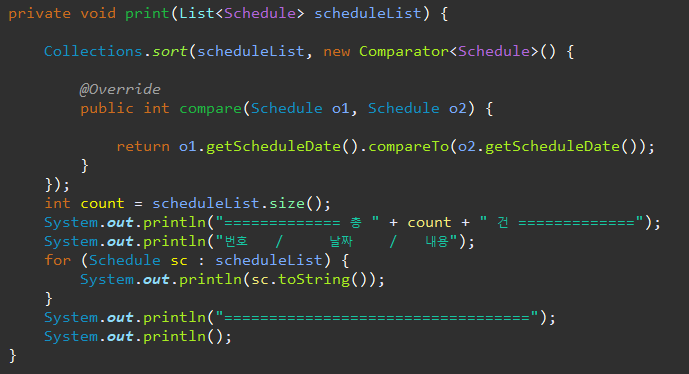 private void print(List<Schedule> scheduleList) {
Collections.sort(scheduleList, new Comparator<Schedule>() {
@Override
public int compare(Schedule o1, Schedule o2) {
return o1.getScheduleDate().compareTo(o2.getScheduleDate());
}
});
int count = scheduleList.size();
System.out.println("============= 총 " + count + " 건 =============");
System.out.println("번호   /      날짜     /   내용");
for (Schedule sc : scheduleList) {
System.out.println(sc.toString());
}
System.out.println("==================================");
System.out.println();
}